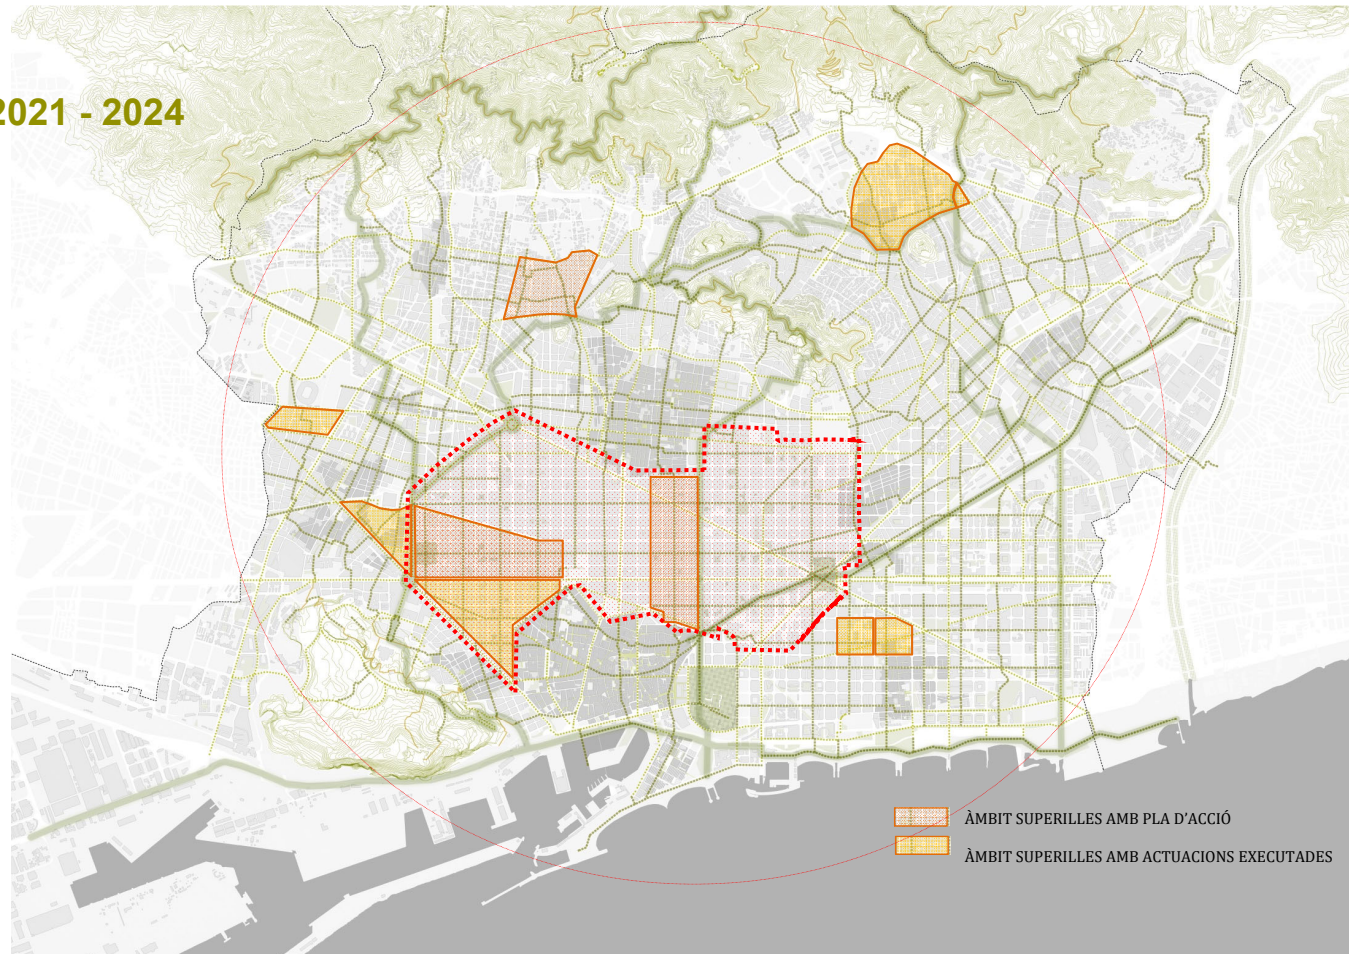 2021 - 2024
ÀMBIT SUPERILLES AMB PLA D'ACCIÓ
ÀMBIT SUPERILLES AMB ACTUACIONS EXECUTADES